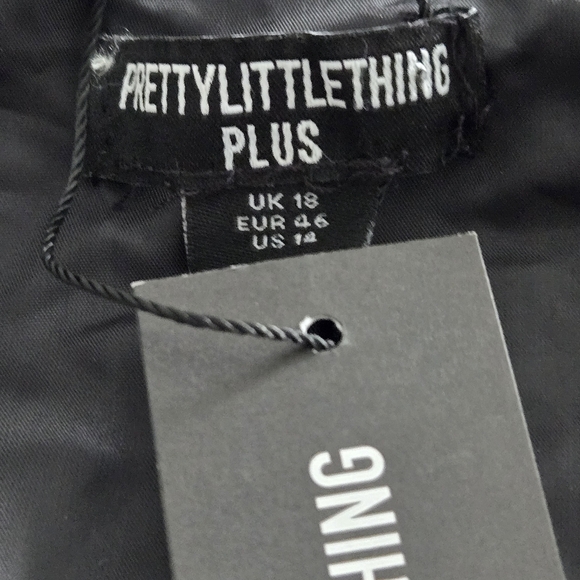 PRETTYLITTLETHING
PLUS
UK 18
EUR 46
US 14
HING